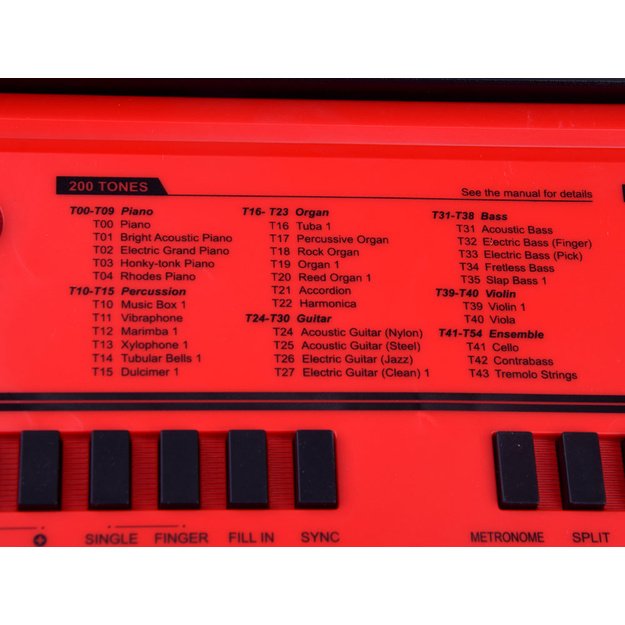 200 TONES
See the manual for details
T00-T09 Piano
T00 Piano
T01 Bright Acoustic Piano
T02 Electric Grand Piano
T03 Honky-tonk Piano
T04 Rhodes Piano
T10-T15 Percussion
T10 Music Box 1
T11 Vibraphone
T12 Marimba 1
T13 Xylophone 1
T14 Tubular Bells 1
T15 Dulcimer 1
T16- T23 Organ
T16 Tuba 1
T17 Percussive Organ
T18 Rock Organ
T19 Organ 1
T20 Reed Organ 1
T21 Accordion
T22 Harmonica
T24-T30 Guitar
T24 Acoustic Guitar (Nylon)
T25 Acoustic Guitar (Steel)
T26 Electric Guitar (Jazz)
T27 Electric Guitar (Clean) 1
T31-T38 Bass
T31 Acoustic Bass
T32 Electric Bass (Finger)
T33 Electric Bass (Pick)
T34 Fretless Bass
T35 Slap Bass 1
T39-T40 Violin
T39 Violin 1
T40 Viola
T41-T54 Ensemble
T41 Cello
T42 Contrabass
T43 Tremolo Strings
SINGLE FINGER FILL IN SYNC METRONOME SPLIT